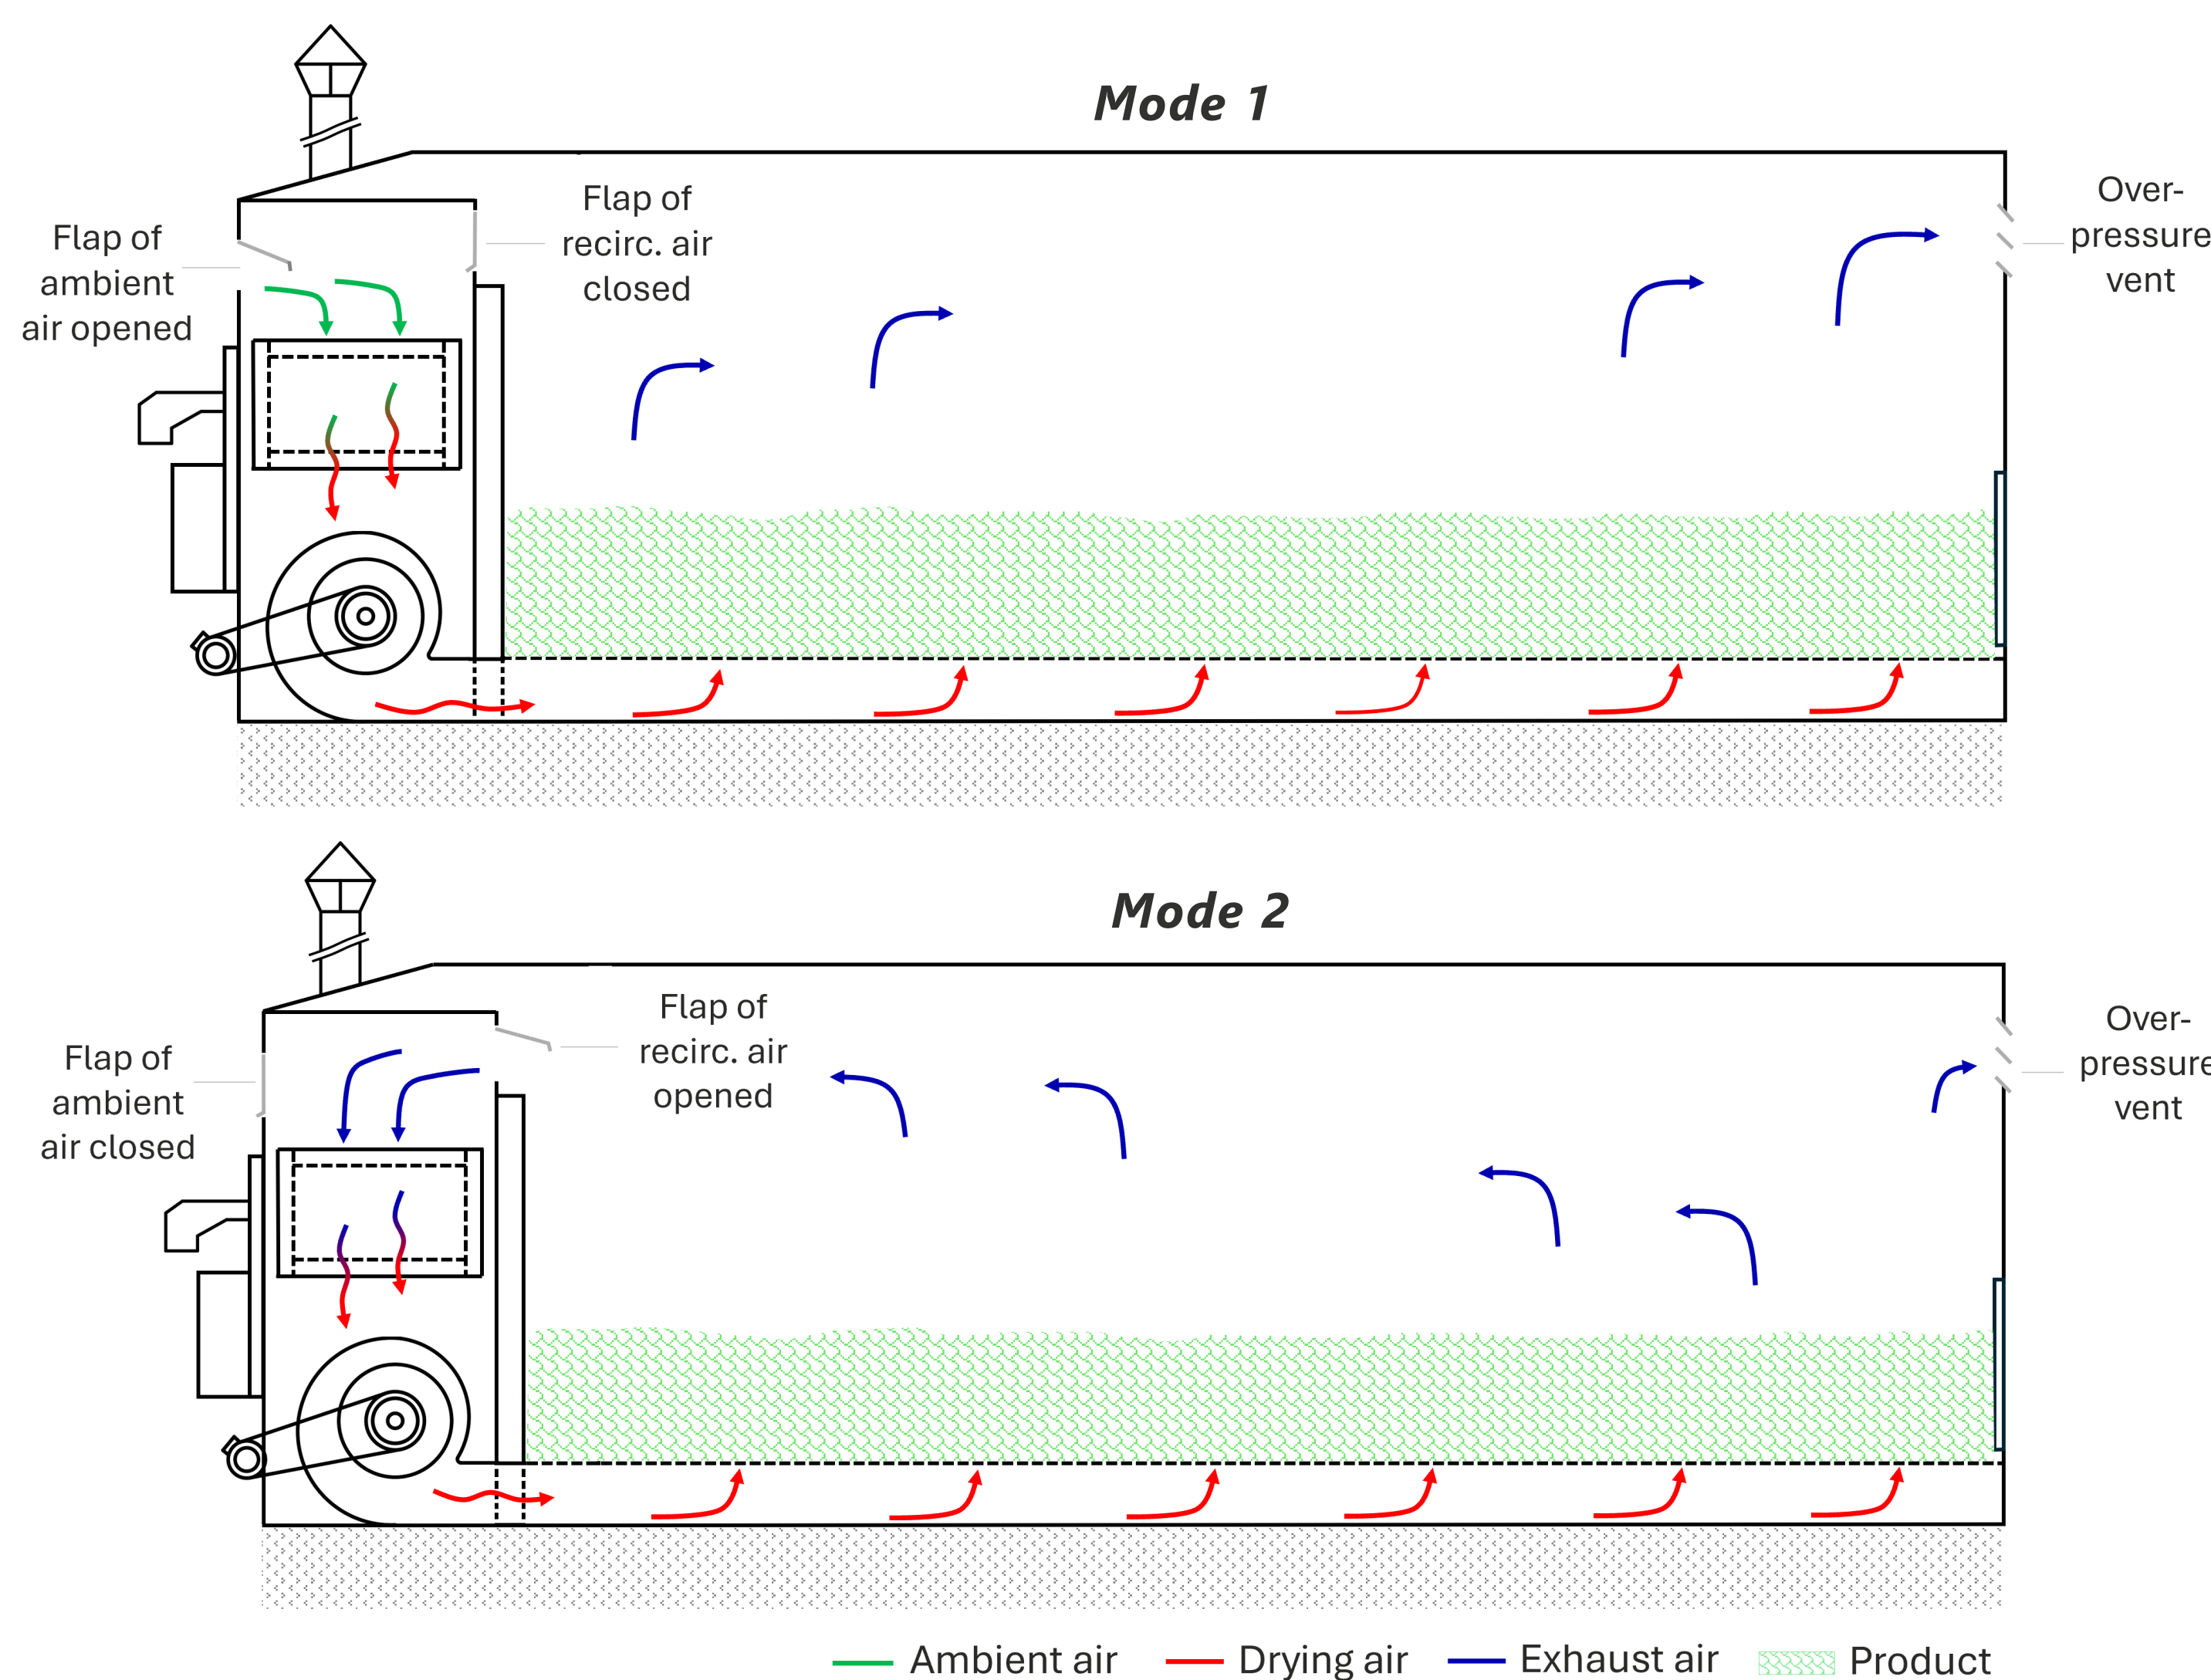 Mode 1
Flap of
ambient
air opened
Flap of
recirc. air
closed
Over-
pressure
vent
Mode 2
Flap of
ambient
air closed
Flap of
recirc. air
opened
Over-
pressure
vent
Ambient air
Drying air
Exhaust air
Product